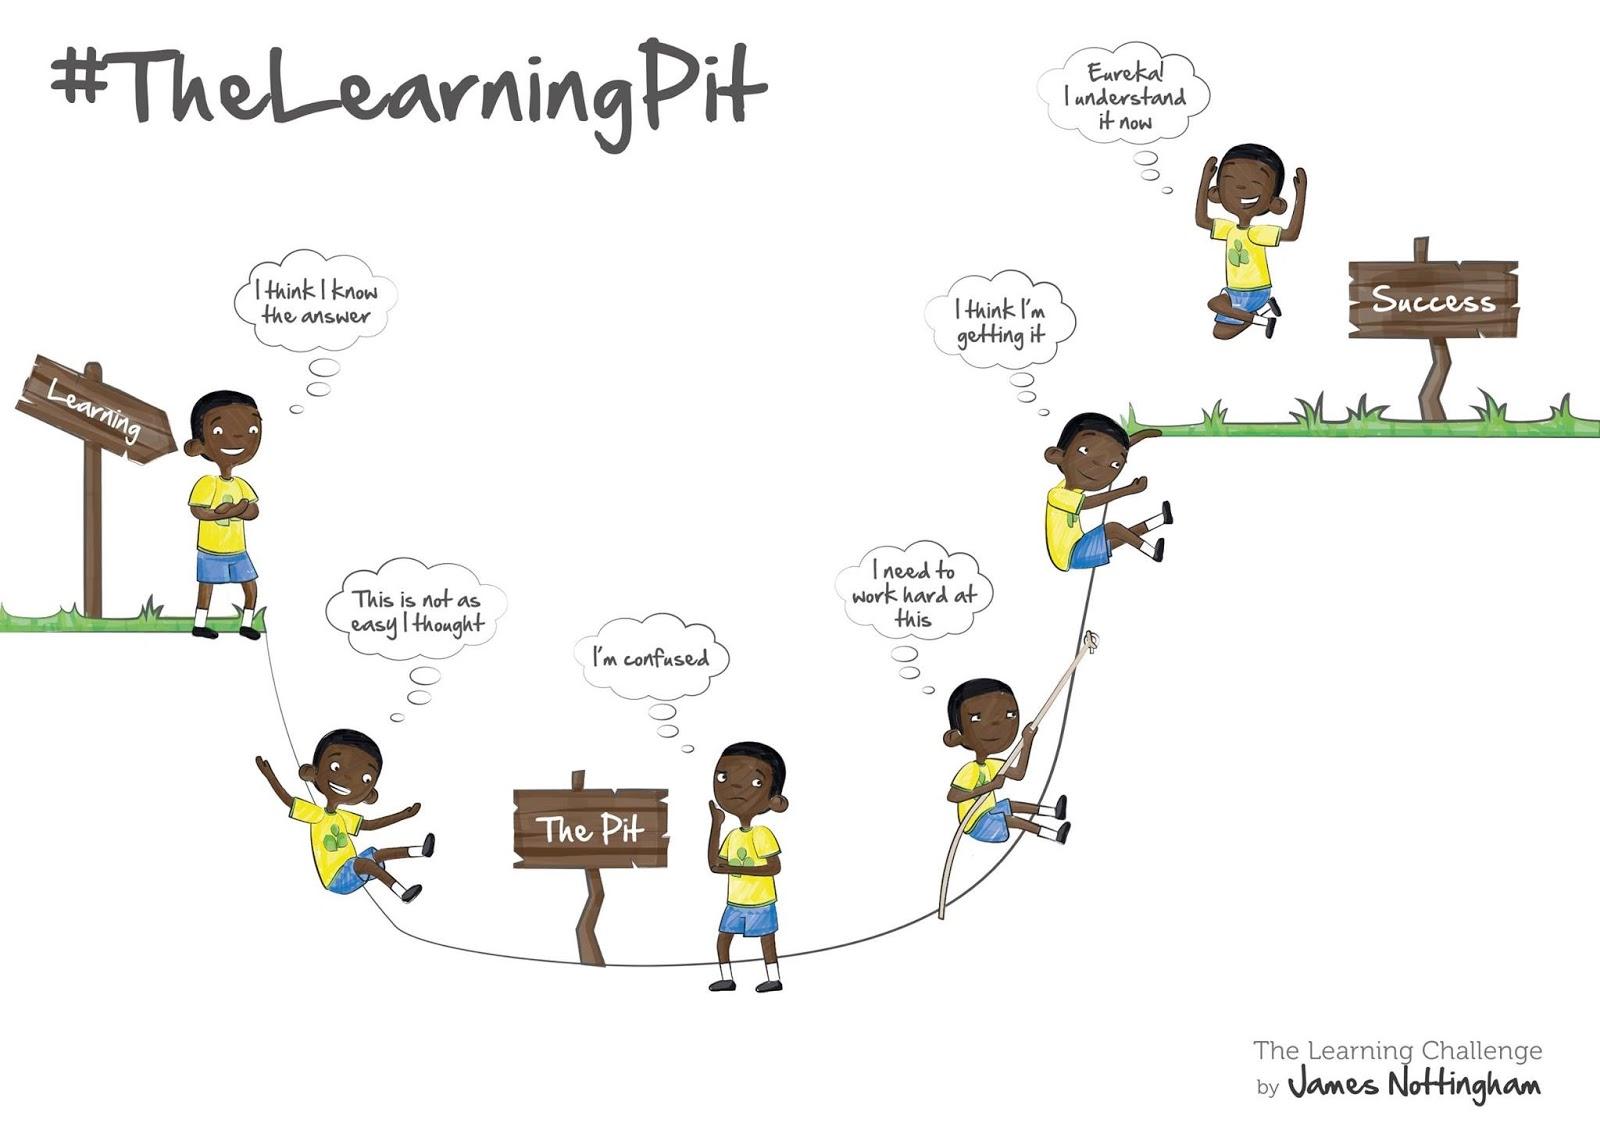 #TheLearningPit
Learning
I think I know
the answer
This is not as
easy I thought
The Pit
I'm confused
I need to
work hard at
this
I think I'm
getting it
Eureka!
I understand
it now
Success
The Learning Challenge
by James Nottingham